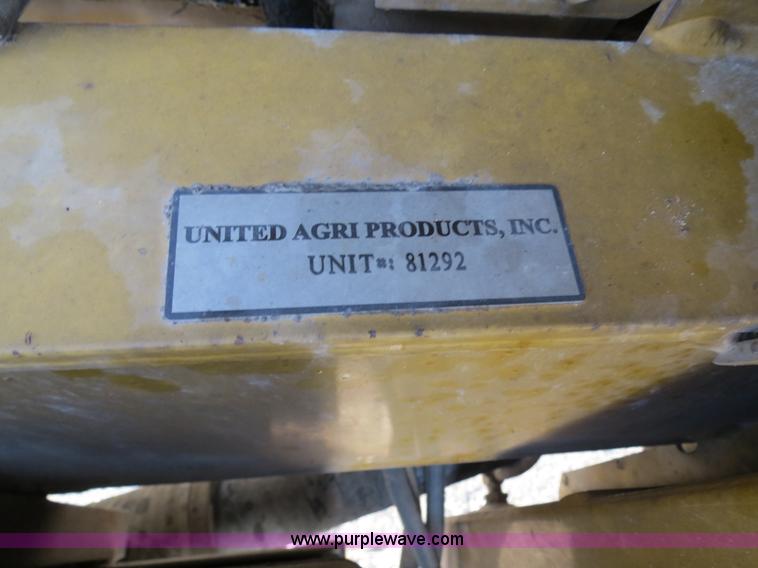 UNITED AGRI PRODUCTS, INC.
UNIT#: 81292
www.purplewave.com